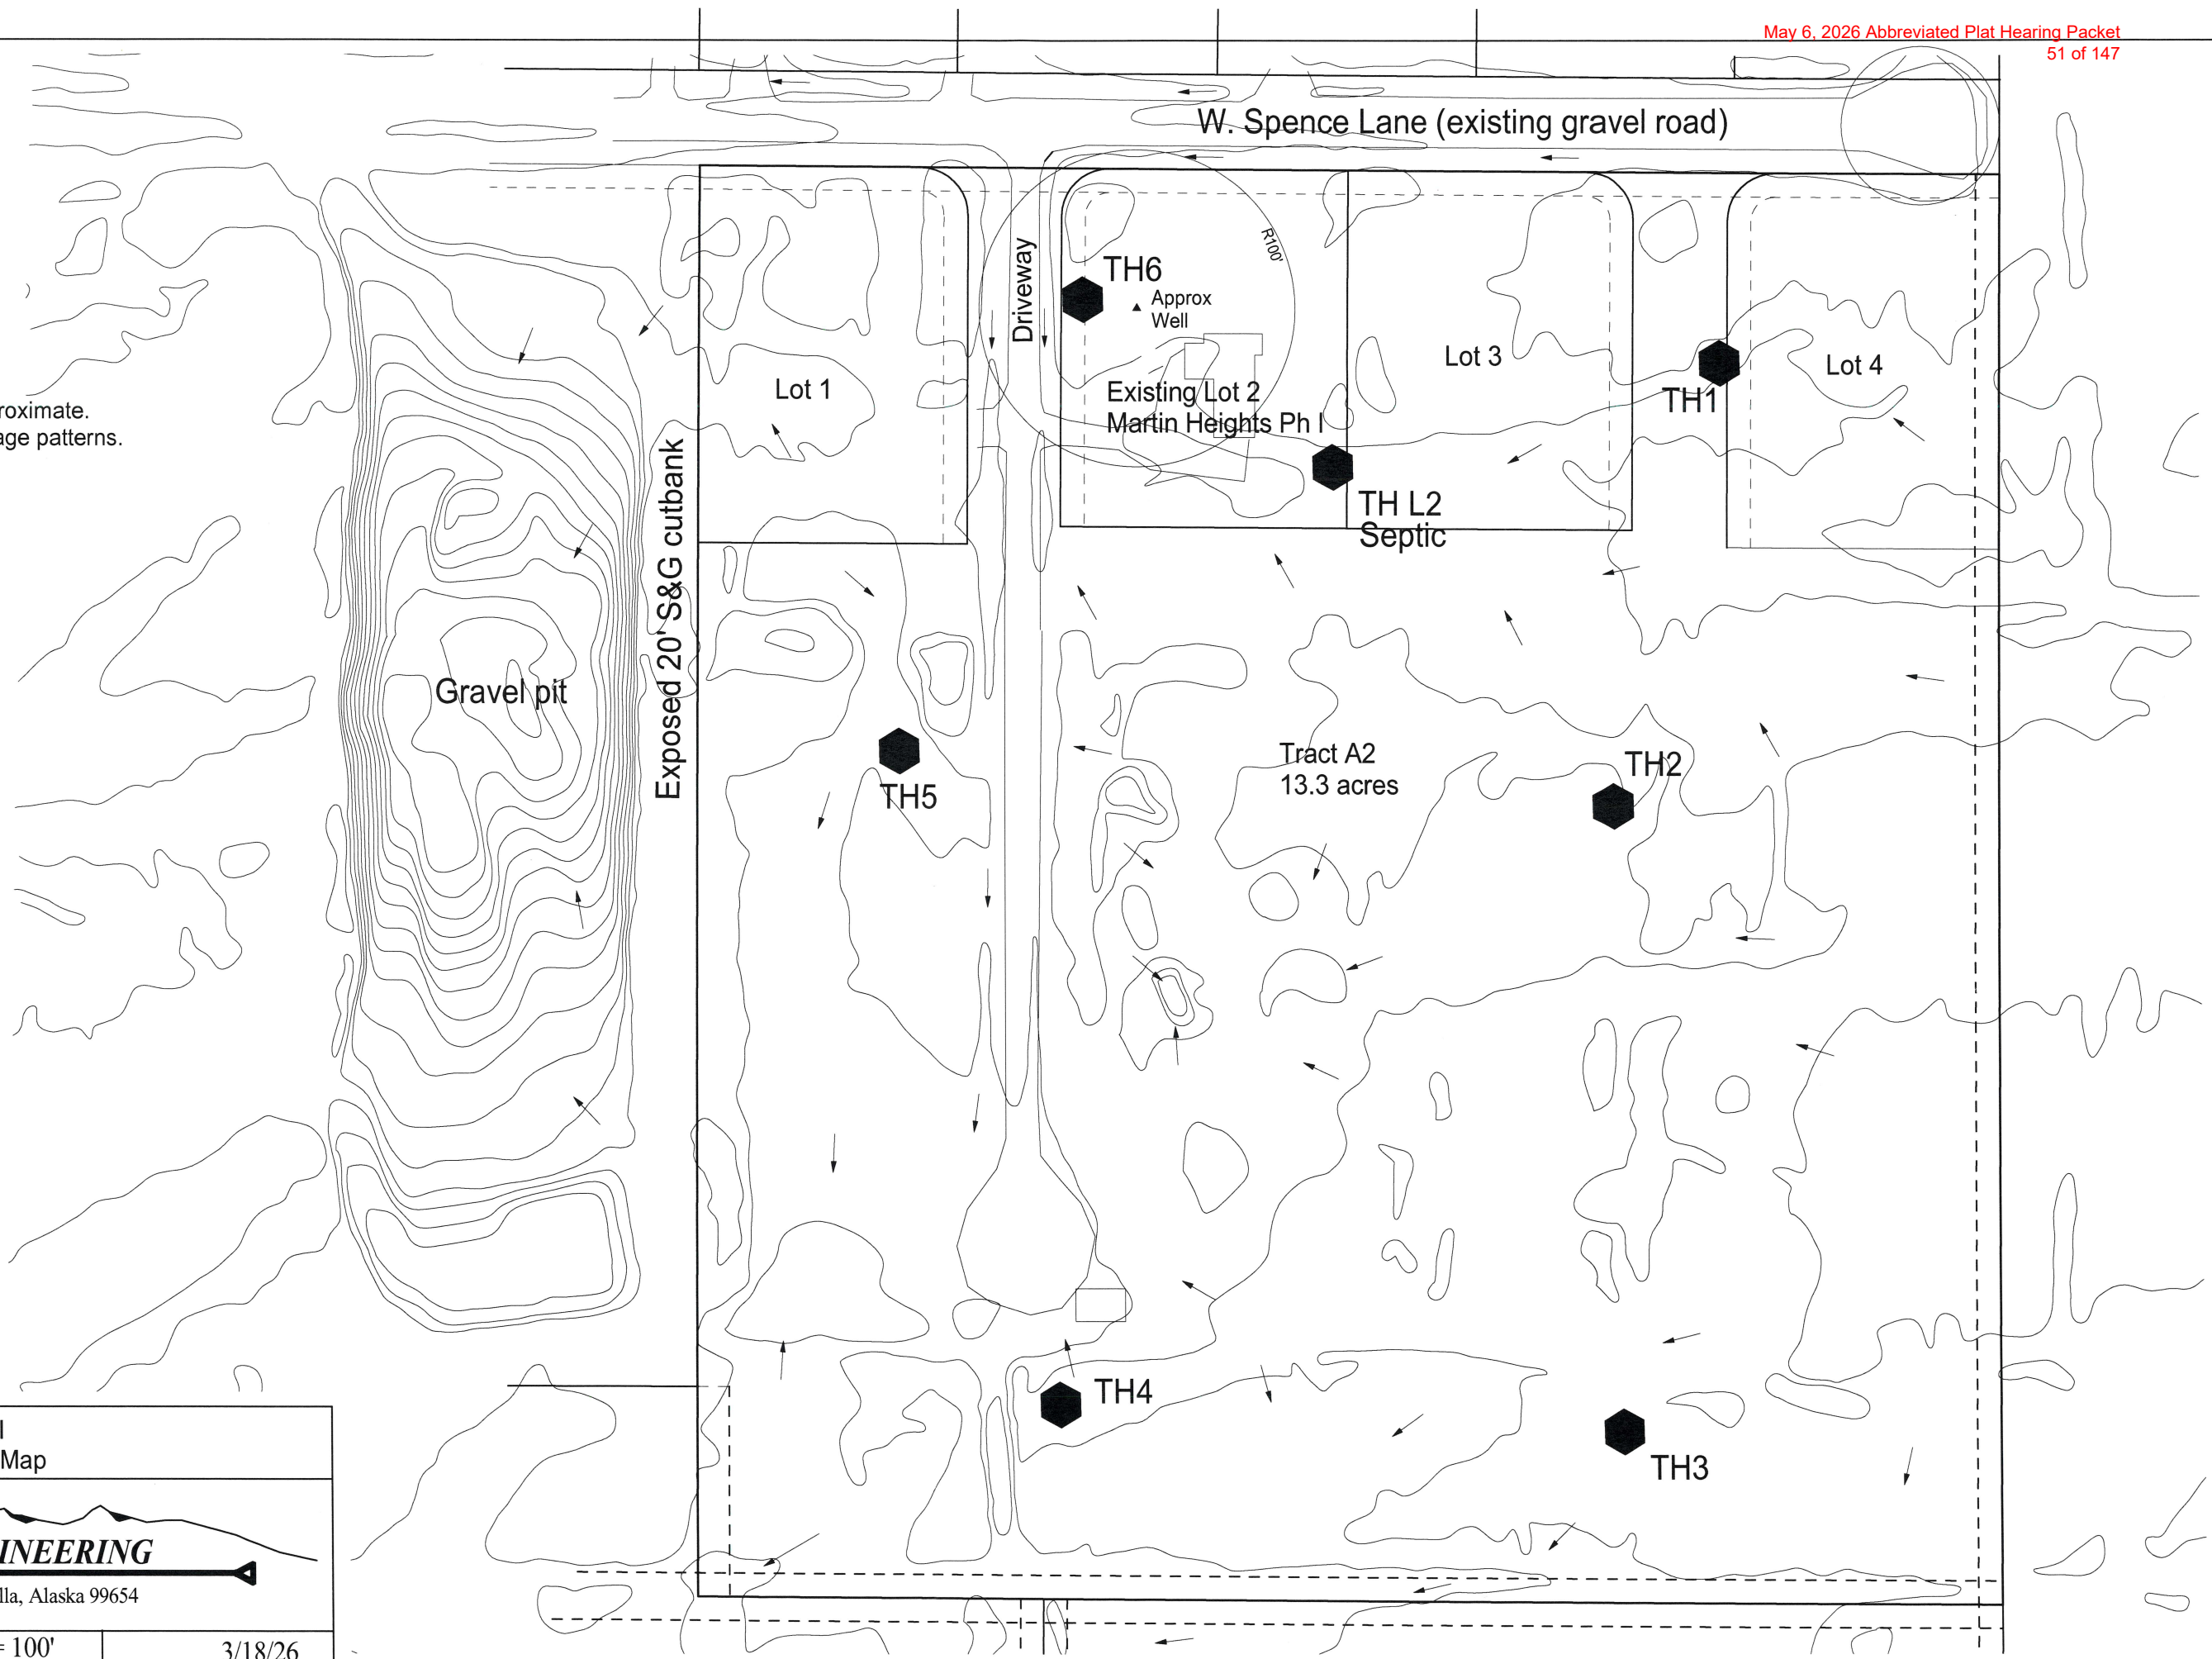 May 6, 2026 Abbreviated Plat Hearing Packet
51 of 147
W. Spence Lane (existing gravel road)
Driveway
R100'
TH6
Approx
Well
Lot 1
Existing Lot 2
Martin Heights Ph I
Lot 3
TH1
Lot 4
TH L2
Septic
Exposed 20' S&G cutbank
Gravel pit
TH5
Tract A2
13.3 acres
TH2
TH4
TH3
roximate.
age patterns.
l
Map
INEERING
lla, Alaska 99654
= 100'
3/18/26